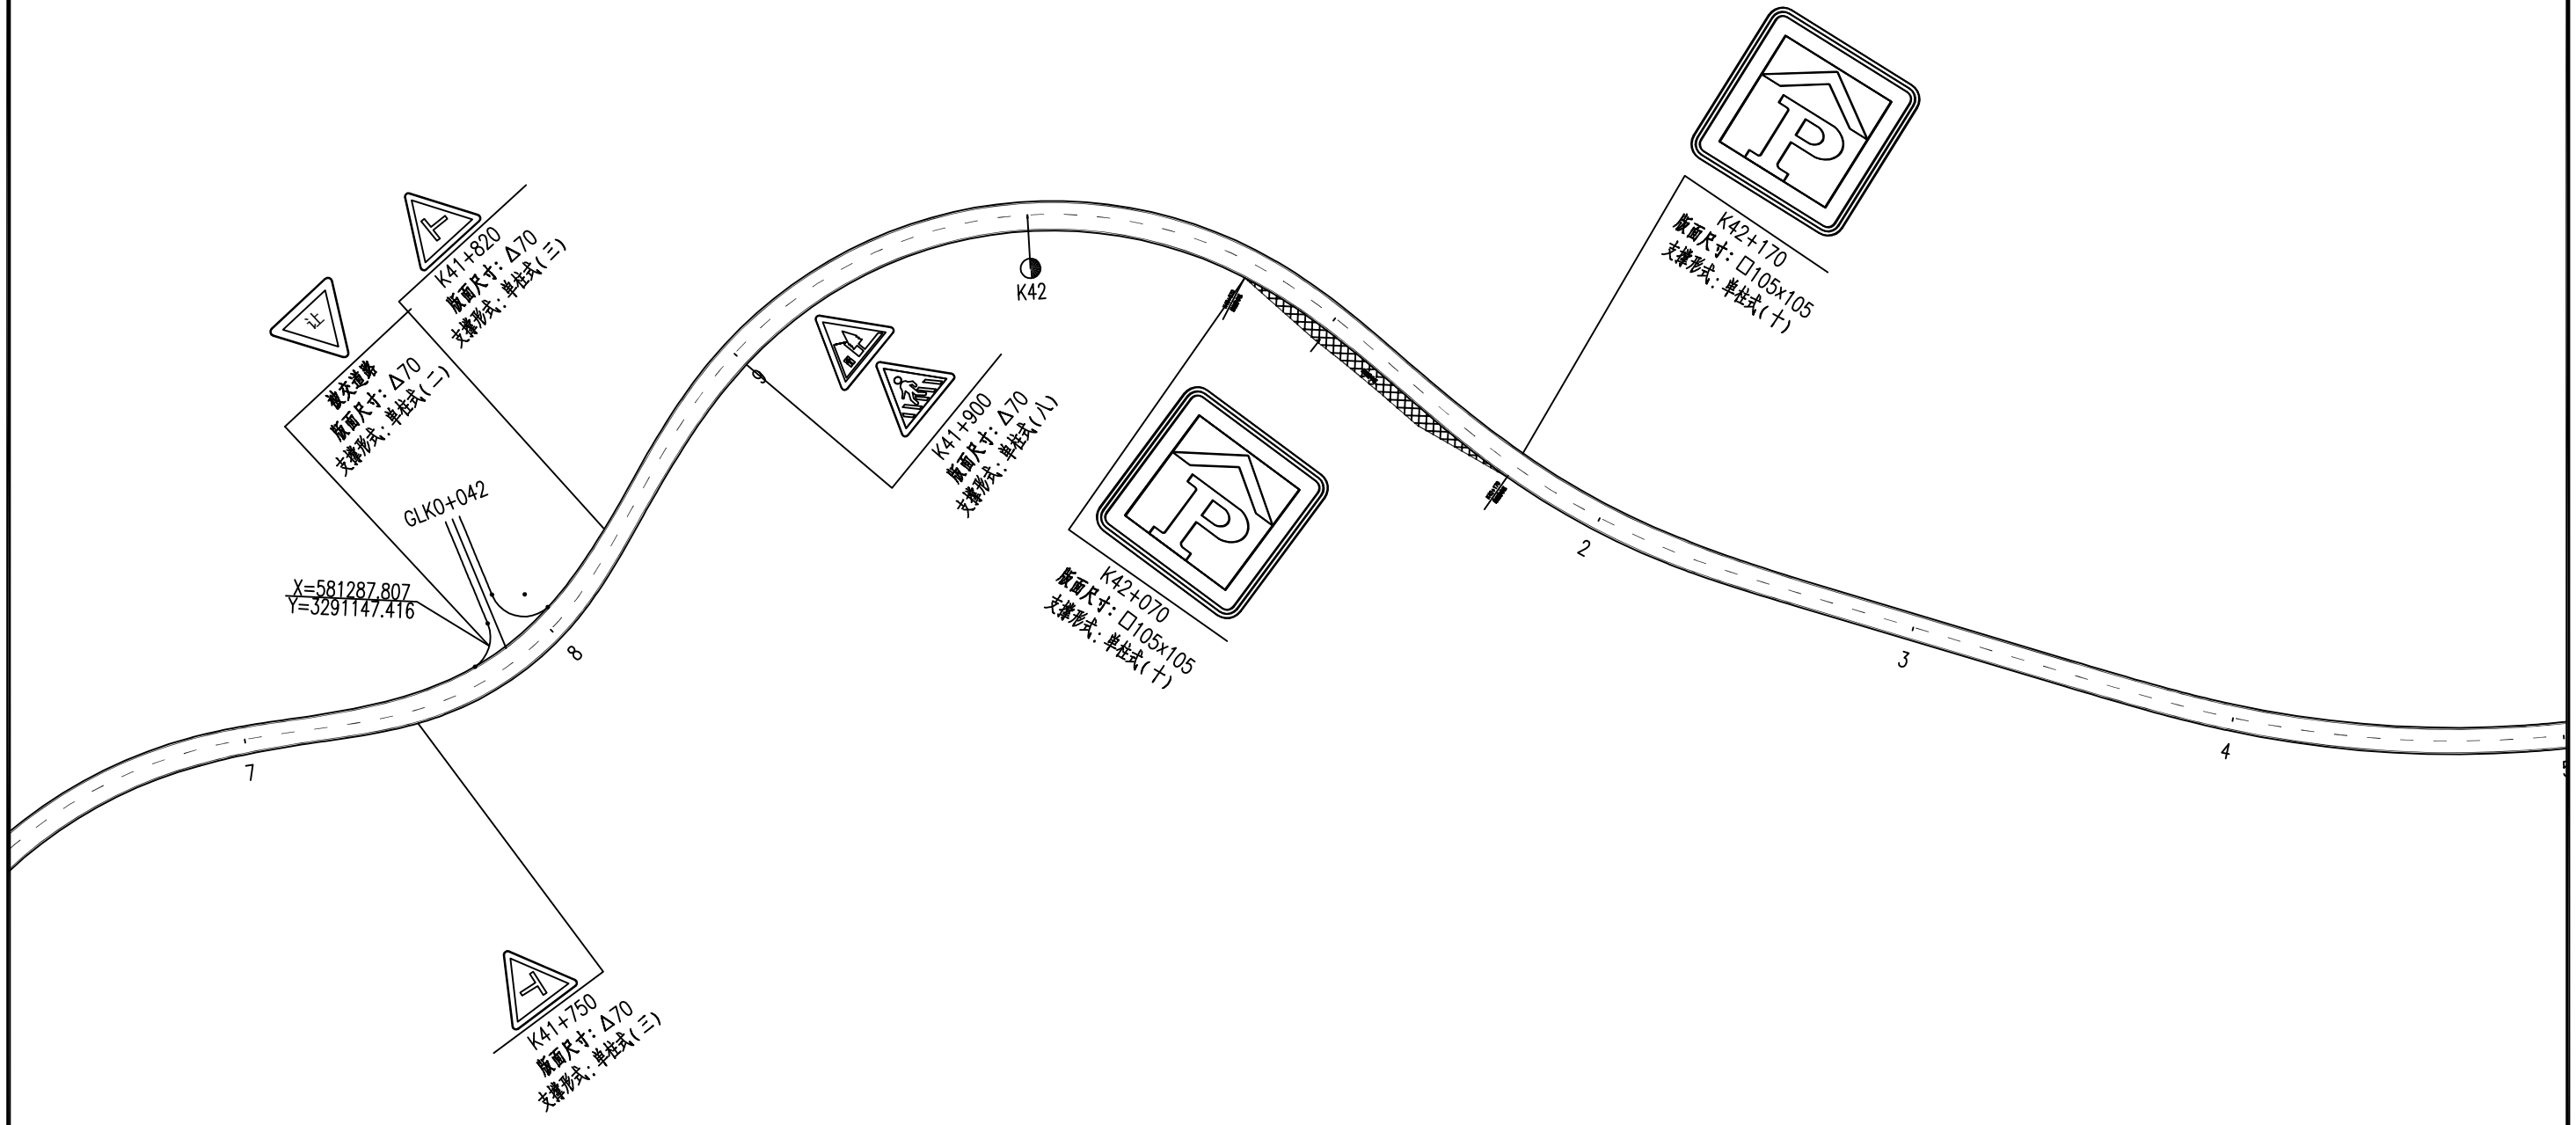 K41+820
版面尺寸: Δ70
支撑形式: 单柱式(三)
让
被交道路
版面尺寸: Δ70
支撑形式: 单柱式(二)
GLK0+042
X=581287.807
Y=3291147.416
7
8
9
K41+750
版面尺寸: Δ70
支撑形式: 单柱式(三)
K41+900
版面尺寸: Δ70
支撑形式: 单柱式(八)
K42
P
K42+070
版面尺寸: □105x105
支撑形式: 单柱式(十)
P
K42+170
版面尺寸: □105x105
支撑形式: 单柱式(十)
2
3
4